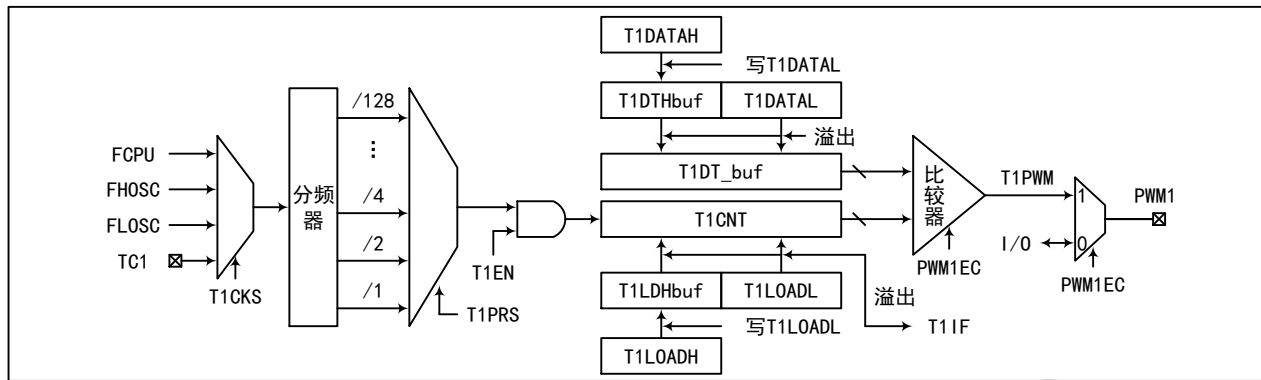 T1DATAH
写T1DATAL
T1DTHbuf
T1DATAL
溢出
T1DT_buf
T1CNT
T1LDHbuf
T1LOADL
溢出
写T1LOADL
T1IF
T1LOADH
FCPU
FHOSC
FLOSC
TC1
T1CKS
分频器
/128
⋮
/4
/2
/1
T1PRS
T1EN
比较器
PWM1EC
T1PWM
1
I/O
0
PWM1EC
PWM1